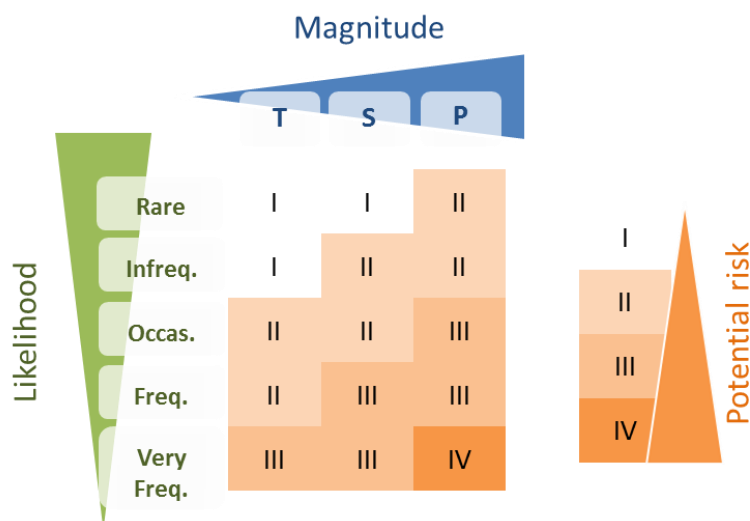 Magnitude
T S P
Rare I I II
Infreq. I II II
Occas. II II III
Freq. II III III
Very
Freq. III III IV
Likelihood
I
II
III
IV
Potential risk